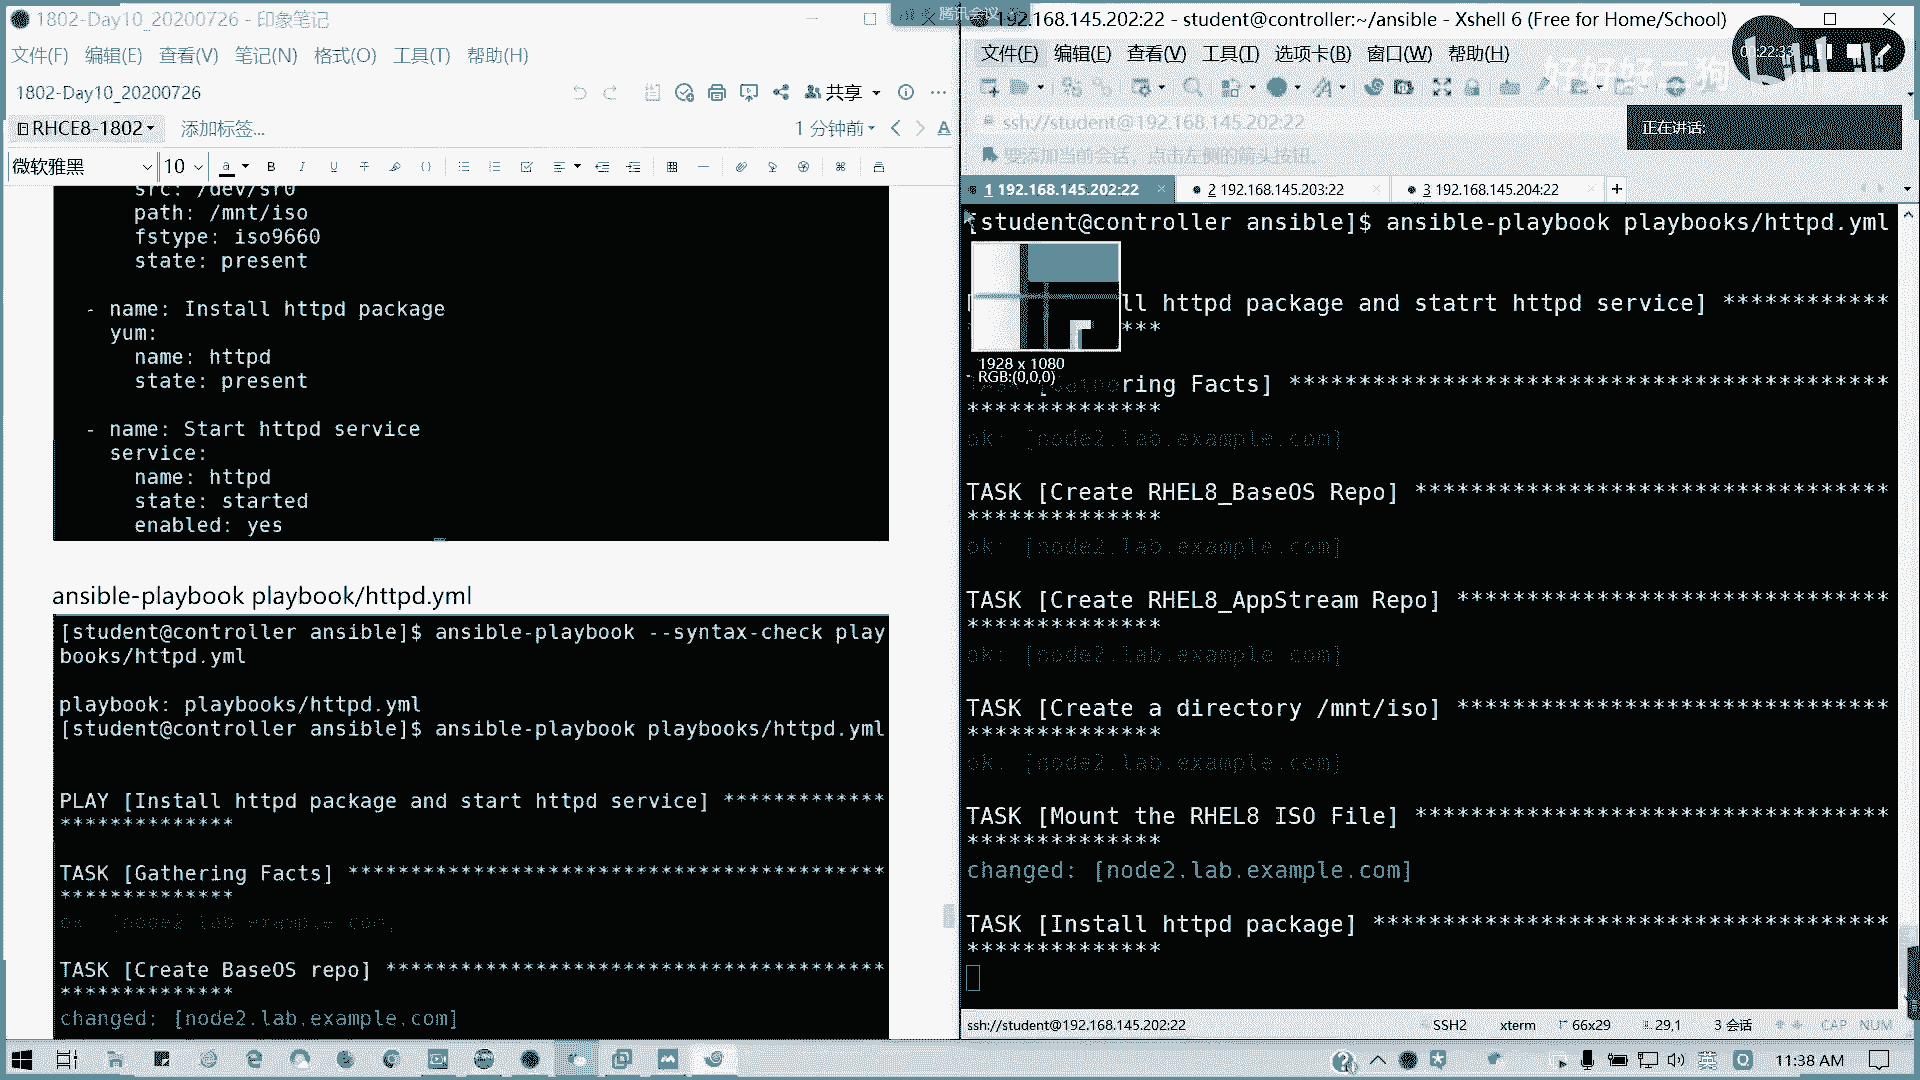 1802-Day10_20200726 - 印象笔记
文件(F) 编辑(E) 查看(V) 笔记(N) 格式(O) 工具(T) 帮助(H)
1802-Day10_20200726
共享
RHCE8-1802
添加标签...
1 分钟前
微软雅黑 10
src: /dev/sr0
path: /mnt/iso
fstype: iso9660
state: present
- name: Install httpd package
yum:
name: httpd
state: present
- name: Start httpd service
service:
name: httpd
state: started
enabled: yes
ansible-playbook playbook/httpd.yml
[student@controller ansible]$ ansible-playbook --syntax-check play
books/httpd.yml
playbook: playbooks/httpd.yml
[student@controller ansible]$ ansible-playbook playbooks/httpd.yml
PLAY [Install httpd package and start httpd service] *************
**************
TASK [Gathering Facts] *******************************************
**************
ok: [node2.lab.example.com]
TASK [Create BaseOS repo] ****************************************
**************
changed: [node2.lab.example.com]
腾讯会议
192.168.145.202:22 - student@controller:~/ansible - Xshell 6 (Free for Home/School)
文件(F) 编辑(E) 查看(V) 工具(T) 选项卡(B) 窗口(W) 帮助(H)
00:22:33
好好好二狗
ssh://student@192.168.145.202:22
正在讲话:
要添加当前会话，点击左侧的箭头按钮。
1 192.168.145.202:22
2 192.168.145.203:22
3 192.168.145.204:22
[student@controller ansible]$ ansible-playbook playbooks/httpd.yml
ll httpd package and statrt httpd service] ************
***
1928 x 1080
RGB:(0,0,0)
ring Facts] *******************************************
**************
ok: [node2.lab.example.com]
TASK [Create RHEL8_BaseOS Repo] **********************************
**************
ok: [node2.lab.example.com]
TASK [Create RHEL8_AppStream Repo] *******************************
**************
ok: [node2.lab.example.com]
TASK [Create a directory /mnt/iso] *******************************
**************
ok: [node2.lab.example.com]
TASK [Mount the RHEL8 ISO File] **********************************
**************
changed: [node2.lab.example.com]
TASK [Install httpd package] *************************************
**************
ssh://student@192.168.145.202:22
SSH2 xterm 66x29 29,1 3 会话 CAP NUM
英 11:38 AM